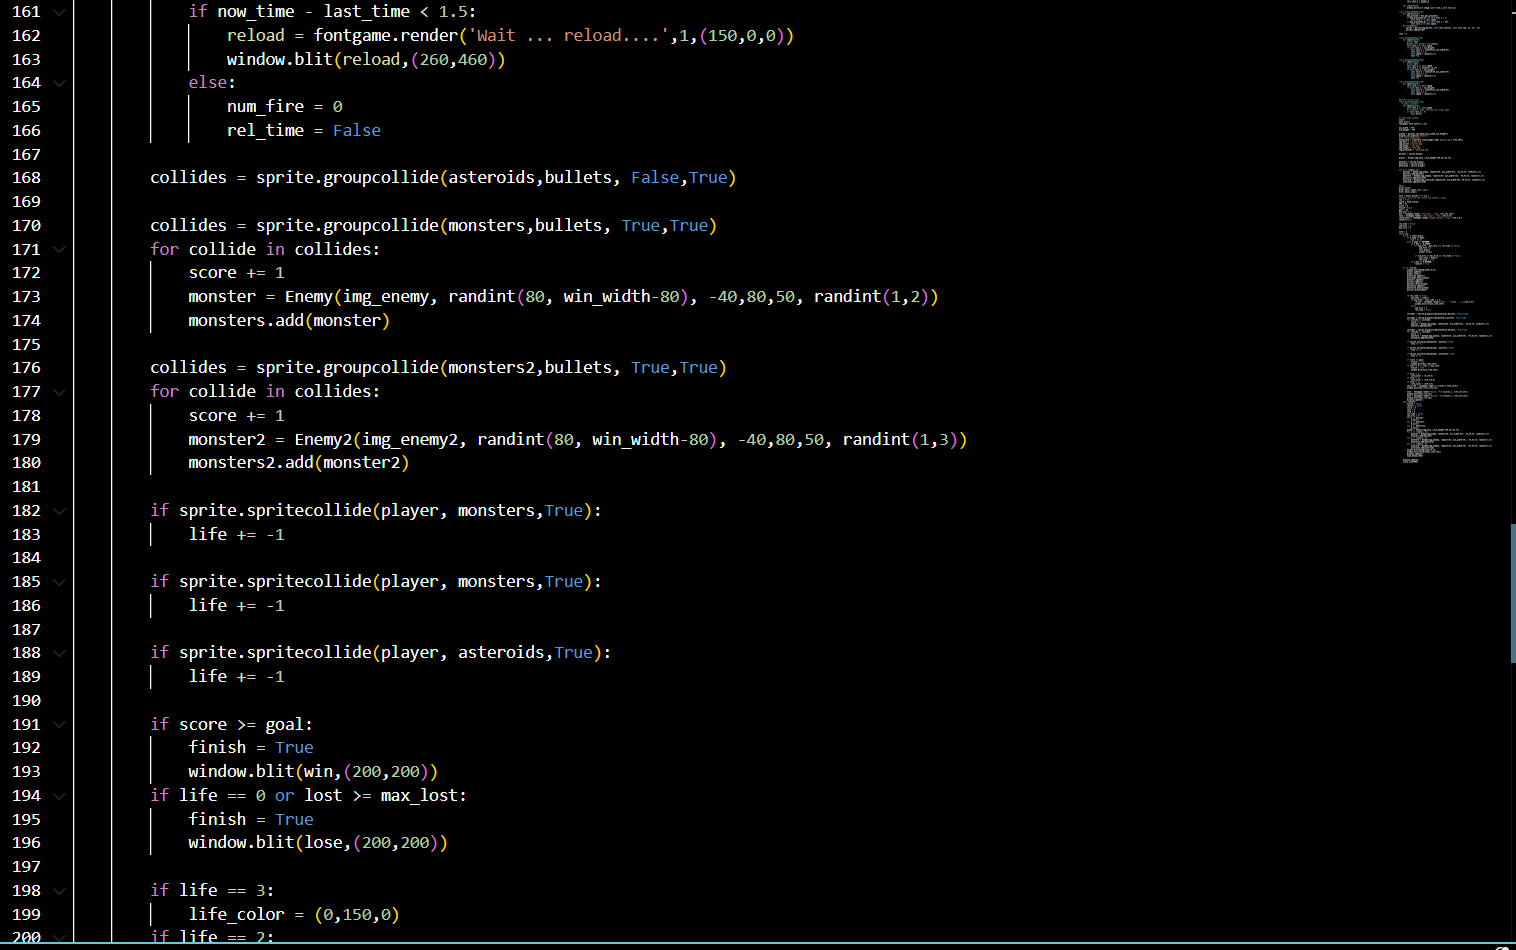 161 if now_time - last_time < 1.5:
162 reload = fontgame.render('Wait ... reload....',1,(150,0,0))
163 window.blit(reload,(260,460))
164 else:
165 num_fire = 0
166 rel_time = False
167
168 collides = sprite.groupcollide(asteroids,bullets, False,True)
169
170 collides = sprite.groupcollide(monsters,bullets, True,True)
171 for collide in collides:
172 score += 1
173 monster = Enemy(img_enemy, randint(80, win_width-80), -40,80,50, randint(1,2))
174 monsters.add(monster)
175
176 collides = sprite.groupcollide(monsters2,bullets, True,True)
177 for collide in collides:
178 score += 1
179 monster2 = Enemy2(img_enemy2, randint(80, win_width-80), -40,80,50, randint(1,3))
180 monsters2.add(monster2)
181
182 if sprite.spritecollide(player, monsters,True):
183 life += -1
184
185 if sprite.spritecollide(player, monsters,True):
186 life += -1
187
188 if sprite.spritecollide(player, asteroids,True):
189 life += -1
190
191 if score >= goal:
192 finish = True
193 window.blit(win,(200,200))
194 if life == 0 or lost >= max_lost:
195 finish = True
196 window.blit(lose,(200,200))
197
198 if life == 3:
199 life_color = (0,150,0)
200 if life == 2: